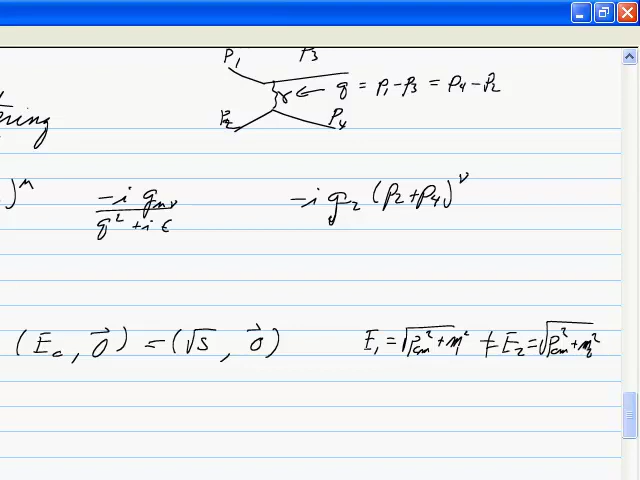 P₁ P₃
γ ← q = p₁-p₃ = p₄-p₂
ering
P₂ P₄
)^μ -i g_μν / q² + iε -i g₂ (p₂+p₄)^ν
(E_c, 0⃗) = (√s, 0⃗) E₁ = √(p_cm² + m₁²) ≠ E₂ = √(p_cm² + m₂²)